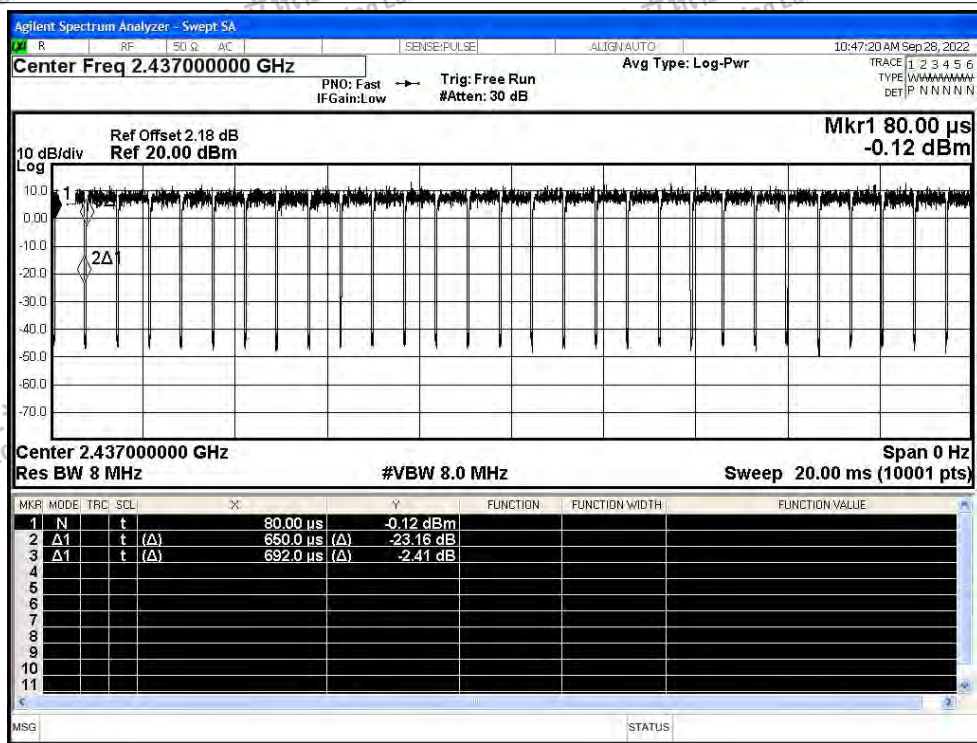 Agilent Spectrum Analyzer - Swept SA
R RF 50 Ω AC SENSE:PULSE ALIGN AUTO 10:47:20 AM Sep 28, 2022
Center Freq 2.437000000 GHz
PNO: Fast
IFGain:Low
Trig: Free Run
#Atten: 30 dB
Avg Type: Log-Pwr
TRACE 1 2 3 4 5 6
TYPE
DET P N N N N N
Mkr1 80.00 µs
-0.12 dBm
Ref Offset 2.18 dB
10 dB/div Ref 20.00 dBm
Log
10.0
0.00
-10.0
-20.0
-30.0
-40.0
-50.0
-60.0
-70.0
1
2Δ1
Center 2.437000000 GHz Span 0 Hz
Res BW 8 MHz #VBW 8.0 MHz Sweep 20.00 ms (10001 pts)
MKR MODE TRC SCL X Y FUNCTION FUNCTION WIDTH FUNCTION VALUE
1 N t 80.00 µs -0.12 dBm
2 Δ1 t (Δ) 650.0 µs (Δ) -23.16 dB
3 Δ1 t (Δ) 692.0 µs (Δ) -2.41 dB
4
5
6
7
8
9
10
11
MSG STATUS